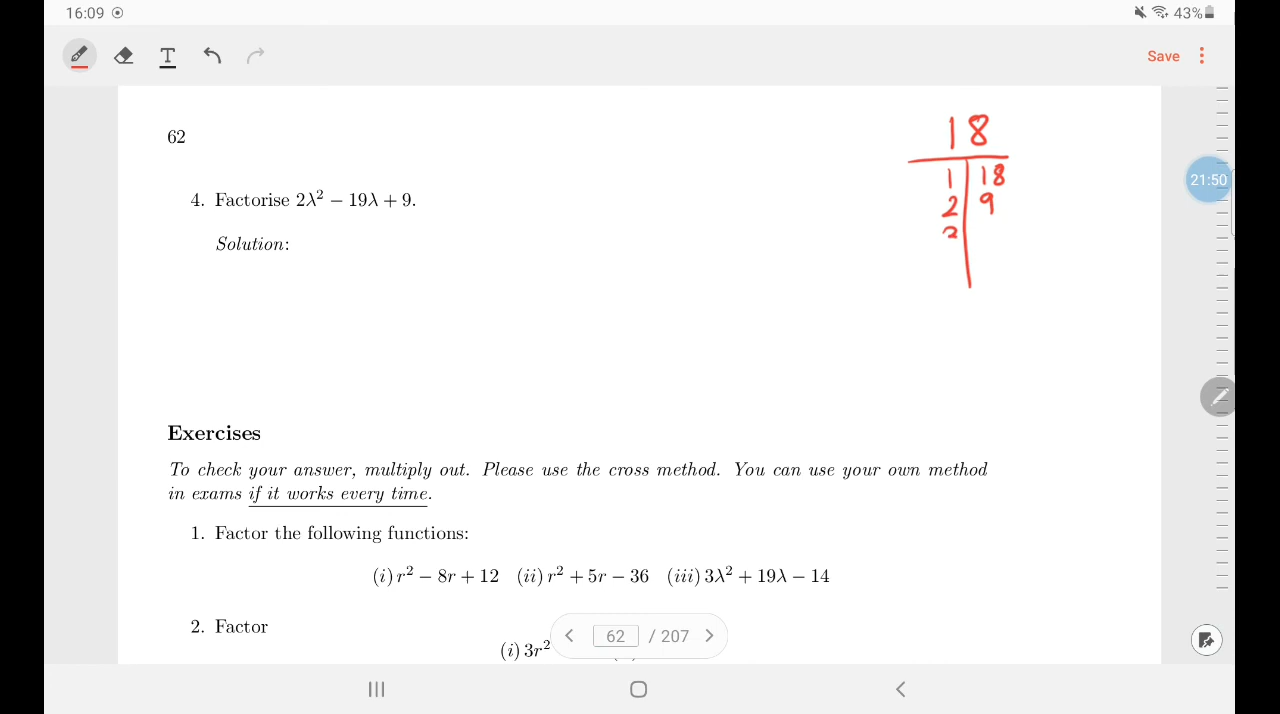 16:09 43%
T Save
62
18
1 18
4. Factorise 2λ² − 19λ + 9.
2 9
21:50
Solution:
Exercises
To check your answer, multiply out. Please use the cross method. You can use your own method
in exams if it works every time.
1. Factor the following functions:
(i) r² − 8r + 12 (ii) r² + 5r − 36 (iii) 3λ² + 19λ − 14
2. Factor
62 / 207
(i) 3r²